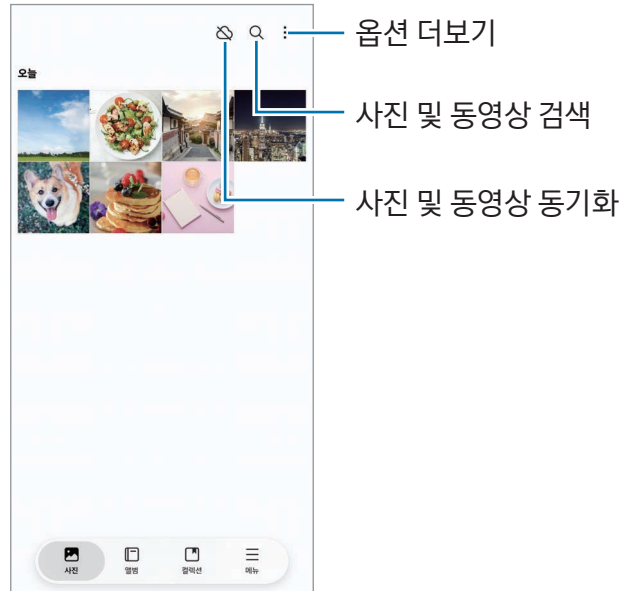 옵션 더보기
오늘
사진 및 동영상 검색
사진 및 동영상 동기화
사진
앨범
컬렉션
메뉴